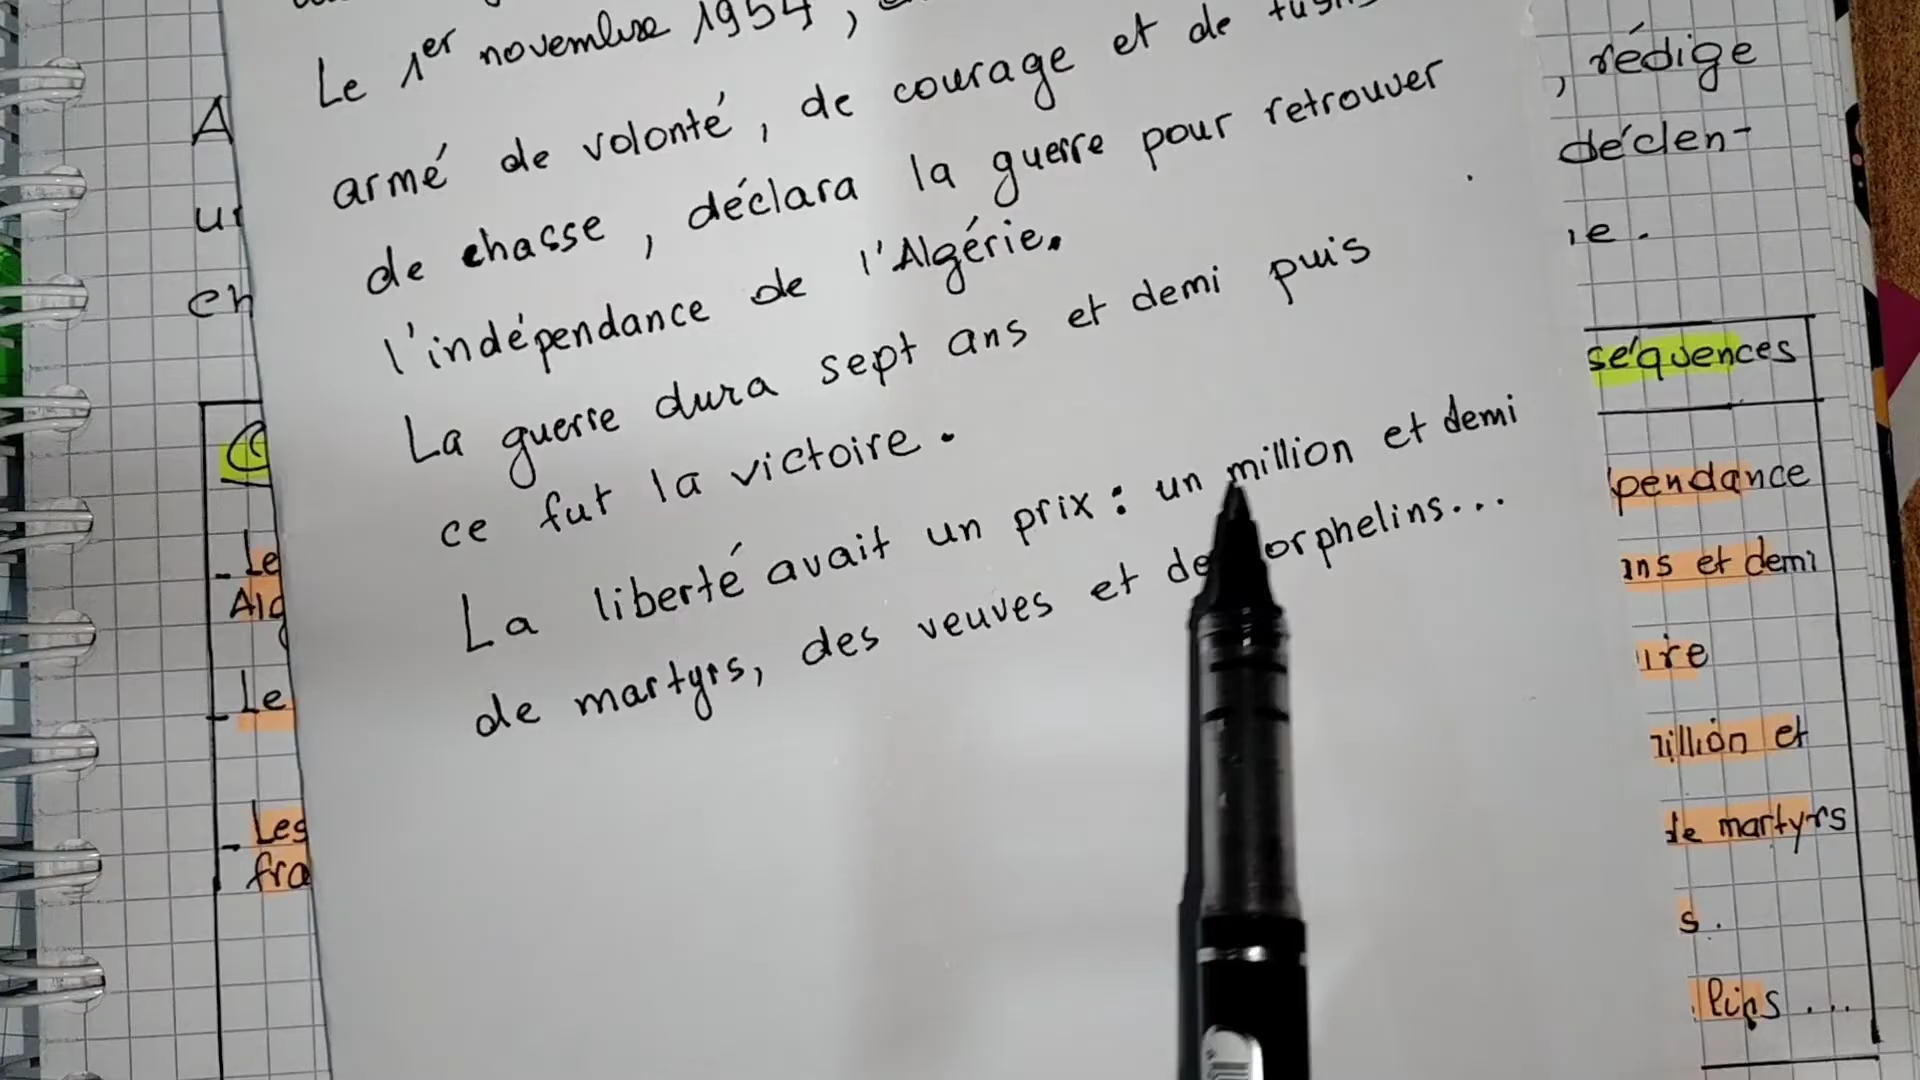 Le 1er novembre 1954,
armé de volonté, de courage et de
de chasse, déclara la guerre pour retrouver
l'indépendance de l'Algérie.
La guerre dura sept ans et demi puis
ce fut la victoire.
La liberté avait un prix : un million et demi
de martyrs, des veuves et orphelins...
, rédige
déclen-
séquences
pendance
ans et demi
million et
de martyrs
s.
- Le
- Le
- Les